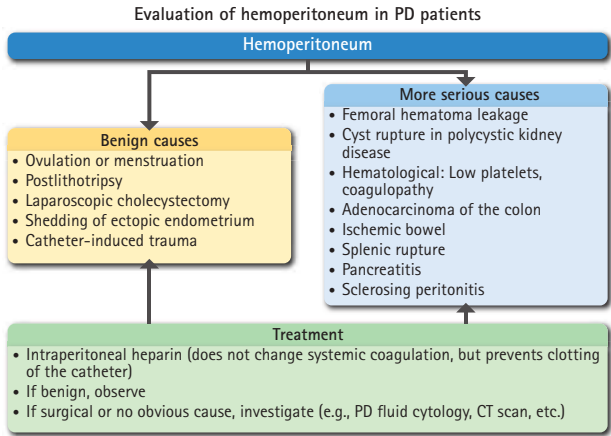 Evaluation of hemoperitoneum in PD patients
Hemoperitoneum
Benign causes
• Ovulation or menstruation
• Postlithotripsy
• Laparoscopic cholecystectomy
• Shedding of ectopic endometrium
• Catheter-induced trauma
More serious causes
• Femoral hematoma leakage
• Cyst rupture in polycystic kidney
disease
• Hematological: Low platelets,
coagulopathy
• Adenocarcinoma of the colon
• Ischemic bowel
• Splenic rupture
• Pancreatitis
• Sclerosing peritonitis
Treatment
• Intraperitoneal heparin (does not change systemic coagulation, but prevents clotting
of the catheter)
• If benign, observe
• If surgical or no obvious cause, investigate (e.g., PD fluid cytology, CT scan, etc.)